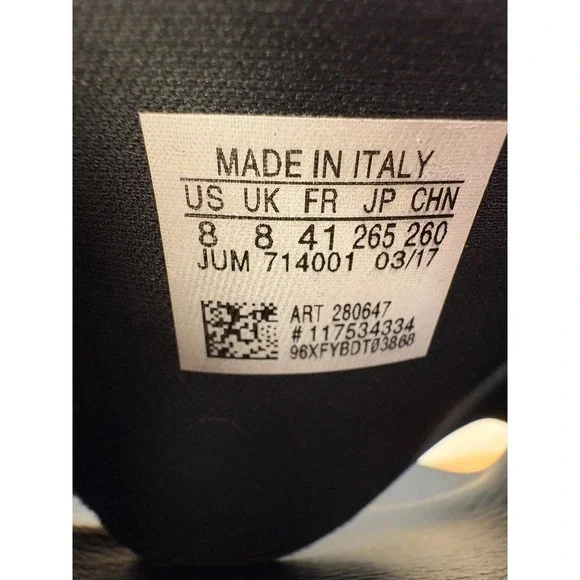 MADE IN ITALY
US UK FR JP CHN
8 8 41 265 260
JUM 714001 03/17
ART 280647
# 117534334
96XFYBDT03868